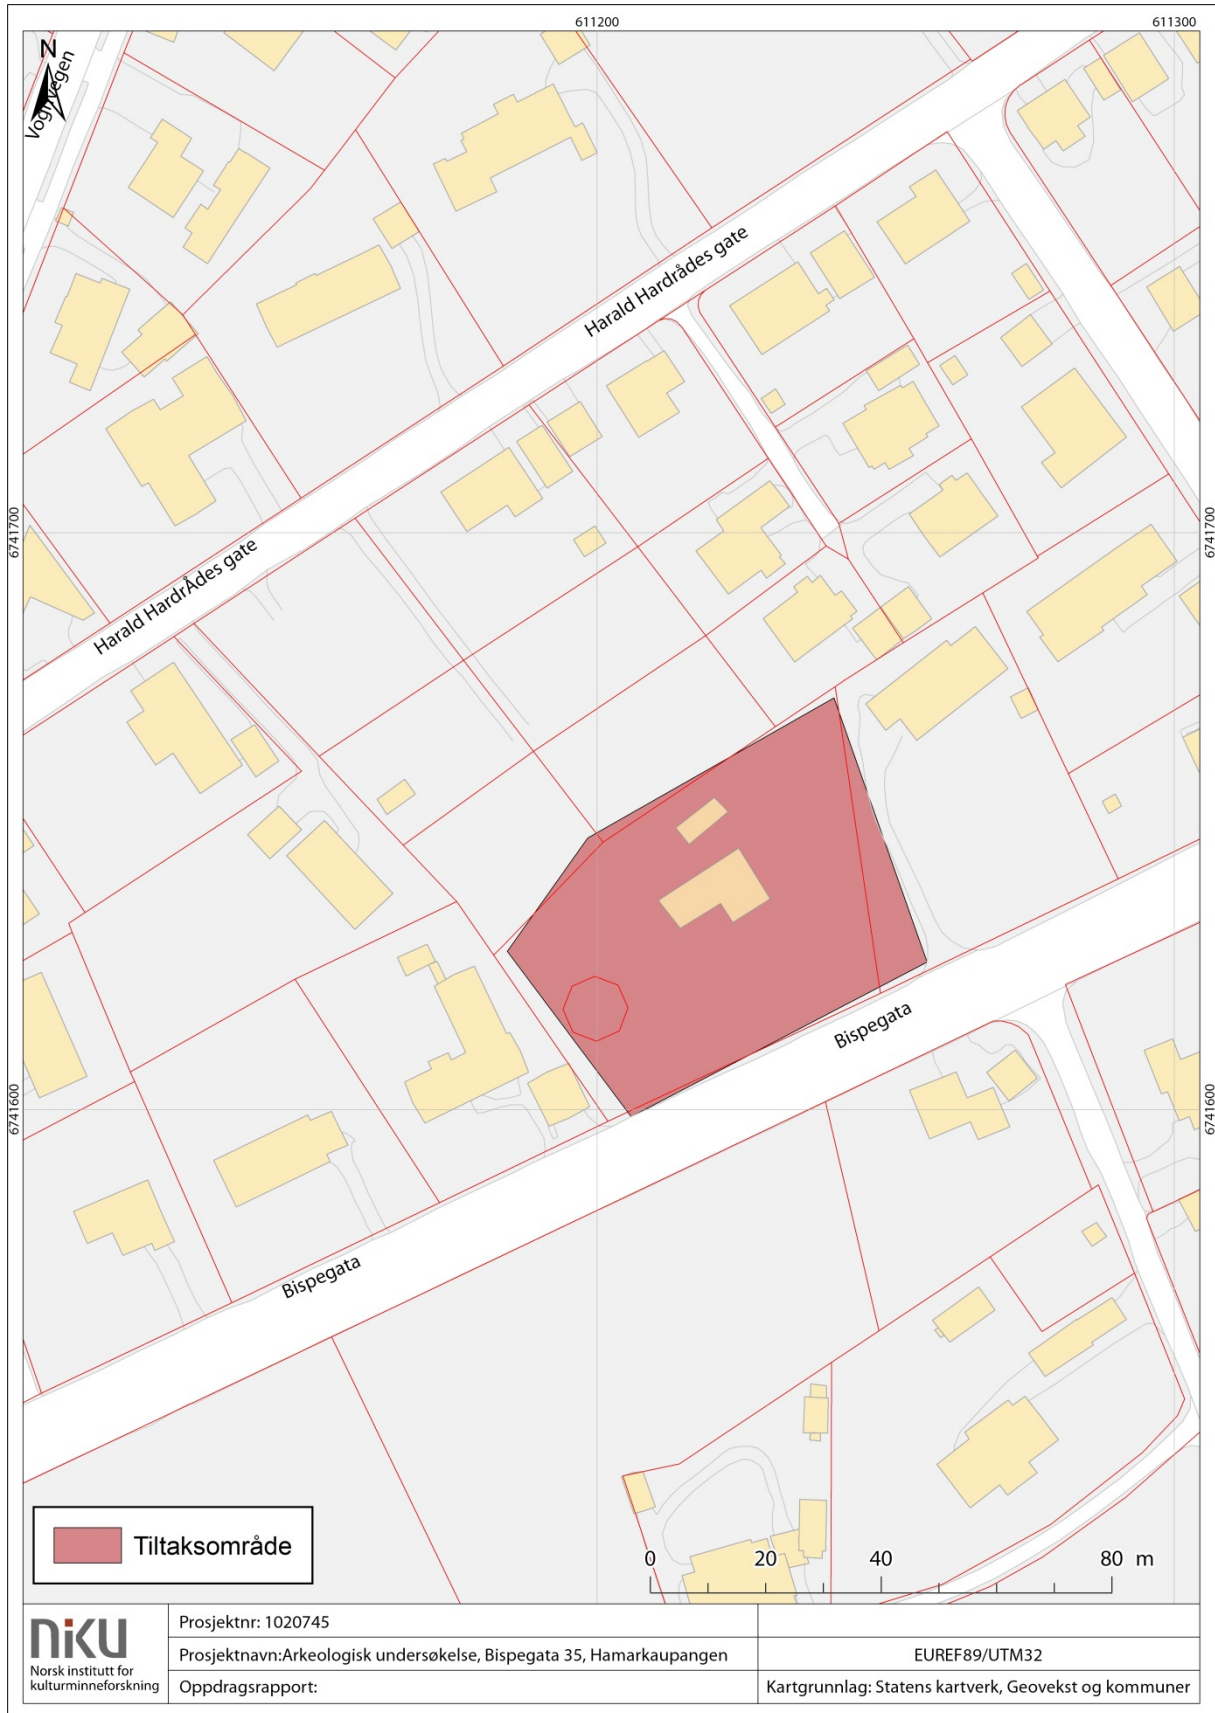 611200
611300
N
Vognvegen
Harald Hardrådes gate
6741700
6741700
Harald HardrÅdes gate
Bispegata
6741600
6741600
Bispegata
Tiltaksområde
0 20 40 80 m
niku
Norsk institutt for
kulturminneforskning
Prosjektnr: 1020745
Prosjektnavn:Arkeologisk undersøkelse, Bispegata 35, Hamarkaupangen
EUREF89/UTM32
Oppdragsrapport:
Kartgrunnlag: Statens kartverk, Geovekst og kommuner